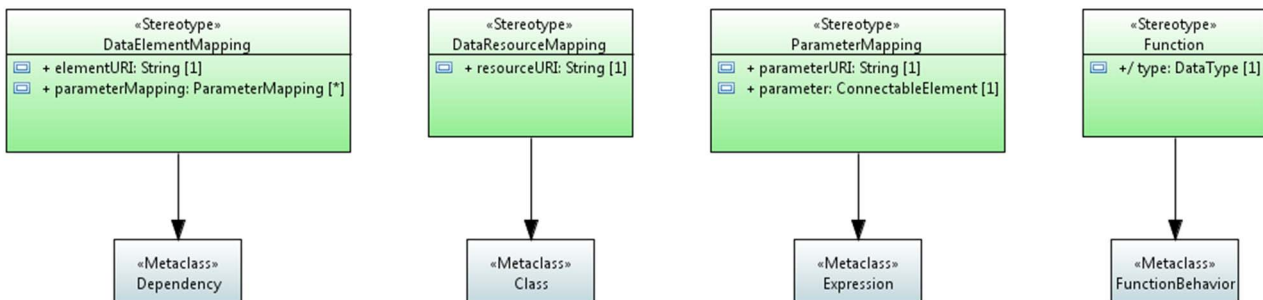 «Stereotype»
DataElementMapping
+ elementURI: String [1]
+ parameterMapping: ParameterMapping [*]
«Metaclass»
Dependency
«Stereotype»
DataResourceMapping
+ resourceURI: String [1]
«Metaclass»
Class
«Stereotype»
ParameterMapping
+ parameterURI: String [1]
+ parameter: ConnectableElement [1]
«Metaclass»
Expression
«Stereotype»
Function
+/ type: DataType [1]
«Metaclass»
FunctionBehavior